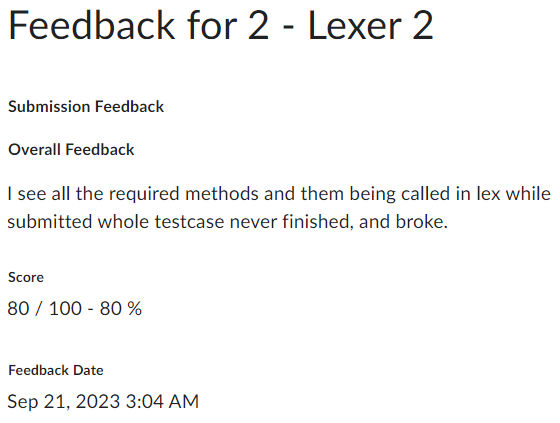 Feedback for 2 - Lexer 2
Submission Feedback
Overall Feedback
I see all the required methods and them being called in lex while
submitted whole testcase never finished, and broke.
Score
80 / 100 - 80 %
Feedback Date
Sep 21, 2023 3:04 AM